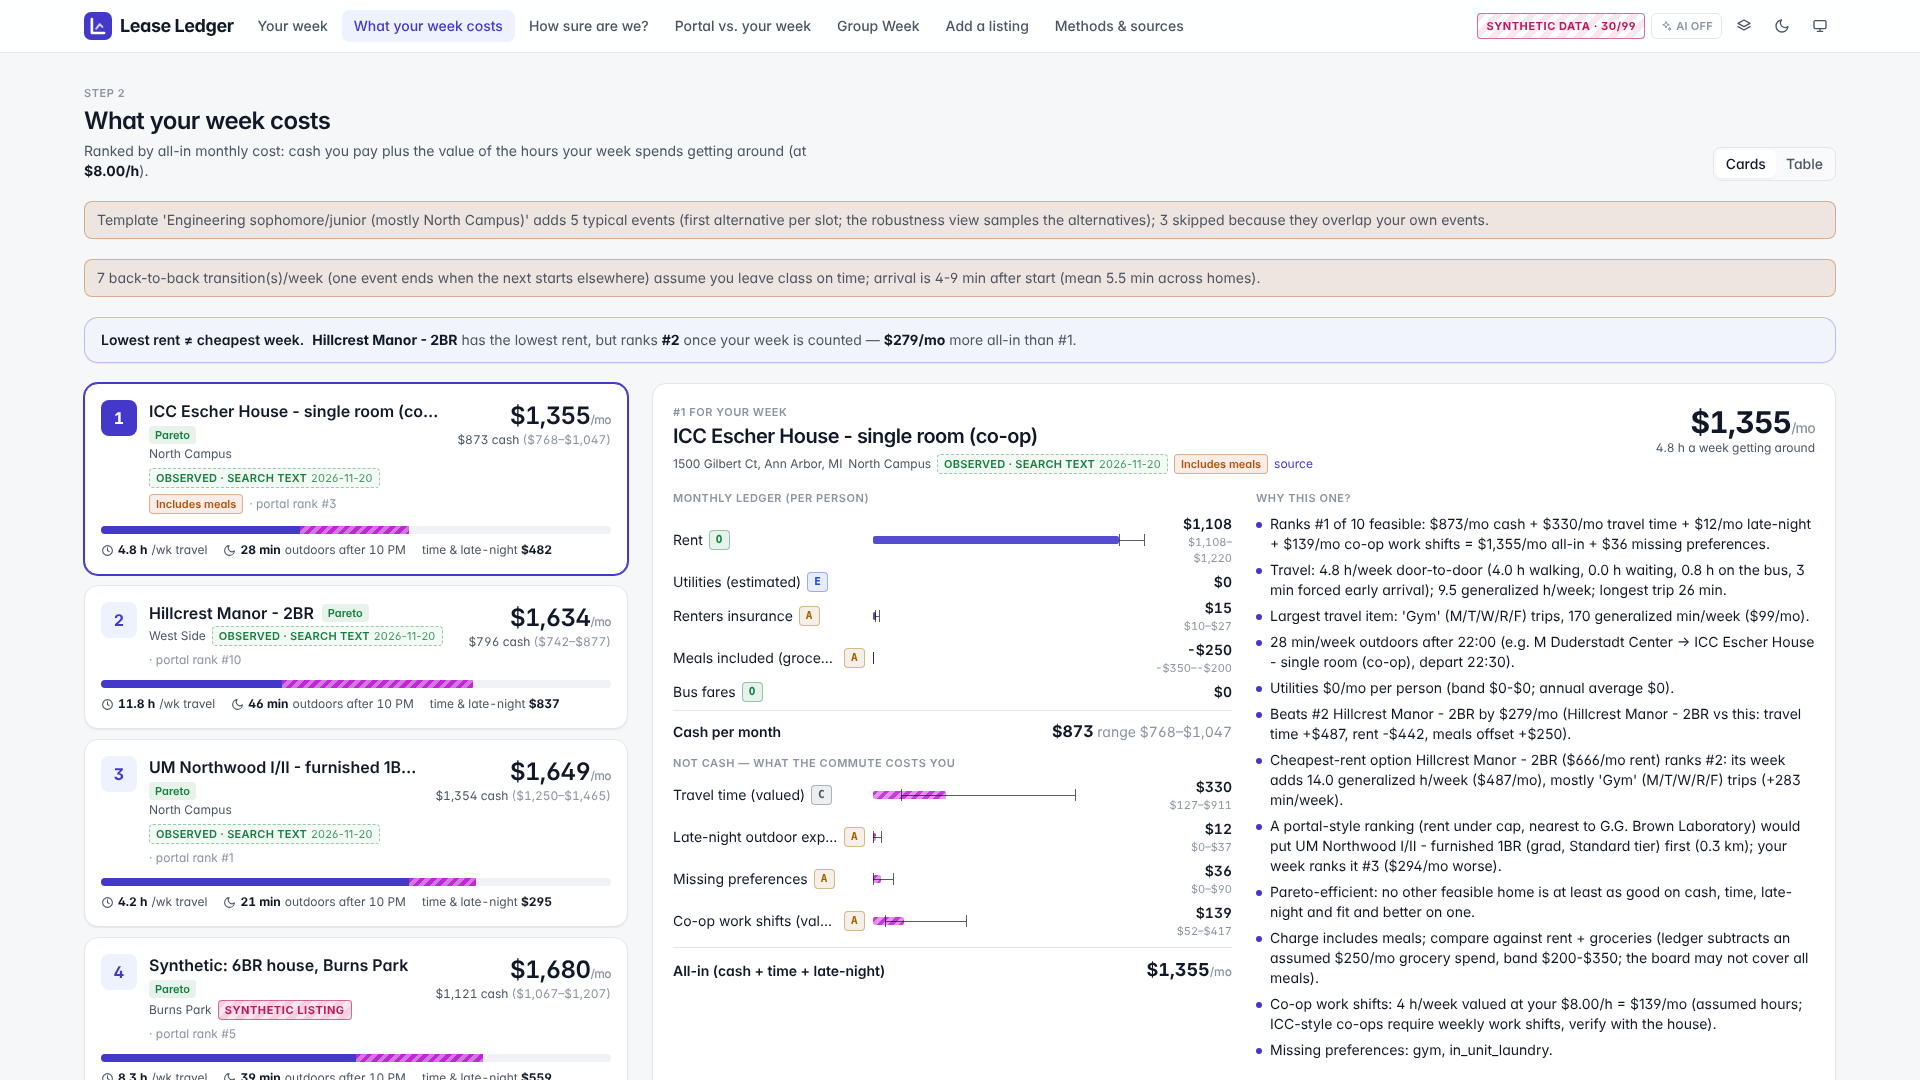 Lease Ledger
Your week
What your week costs
How sure are we?
Portal vs. your week
Group Week
Add a listing
Methods & sources
SYNTHETIC DATA · 30/99
AI OFF
STEP 2
What your week costs
Ranked by all-in monthly cost: cash you pay plus the value of the hours your week spends getting around (at
$8.00/h).
Cards
Table
Template 'Engineering sophomore/junior (mostly North Campus)' adds 5 typical events (first alternative per slot; the robustness view samples the alternatives); 3 skipped because they overlap your own events.
7 back-to-back transition(s)/week (one event ends when the next starts elsewhere) assume you leave class on time; arrival is 4-9 min after start (mean 5.5 min across homes).
Lowest rent ≠ cheapest week. Hillcrest Manor - 2BR has the lowest rent, but ranks #2 once your week is counted — $279/mo more all-in than #1.
1
ICC Escher House - single room (co...
$1,355/mo
Pareto
$873 cash ($768–$1,047)
North Campus
OBSERVED · SEARCH TEXT 2026-11-20
Includes meals · portal rank #3
4.8 h /wk travel 28 min outdoors after 10 PM time & late-night $482
2
Hillcrest Manor - 2BR Pareto
$1,634/mo
West Side OBSERVED · SEARCH TEXT 2026-11-20
$796 cash ($742–$877)
· portal rank #10
11.8 h /wk travel 46 min outdoors after 10 PM time & late-night $837
3
UM Northwood I/II - furnished 1B...
$1,649/mo
Pareto
$1,354 cash ($1,250–$1,465)
North Campus
OBSERVED · SEARCH TEXT 2026-11-20
· portal rank #1
4.2 h /wk travel 21 min outdoors after 10 PM time & late-night $295
4
Synthetic: 6BR house, Burns Park
$1,680/mo
Pareto
$1,121 cash ($1,067–$1,207)
Burns Park SYNTHETIC LISTING
· portal rank #5
8.3 h /wk travel 39 min outdoors after 10 PM time & late-night $559
#1 FOR YOUR WEEK
ICC Escher House - single room (co-op)
$1,355/mo
4.8 h a week getting around
1500 Gilbert Ct, Ann Arbor, MI North Campus OBSERVED · SEARCH TEXT 2026-11-20 Includes meals source
MONTHLY LEDGER (PER PERSON)
Rent O $1,108
$1,108–
$1,220
Utilities (estimated) E $0
Renters insurance A $15
$10–$27
Meals included (groce... A -$250
-$350–-$200
Bus fares O $0
Cash per month $873 range $768–$1,047
NOT CASH — WHAT THE COMMUTE COSTS YOU
Travel time (valued) C $330
$127–$911
Late-night outdoor exp... A $12
$0–$37
Missing preferences A $36
$0–$90
Co-op work shifts (val... A $139
$52–$417
All-in (cash + time + late-night) $1,355/mo
WHY THIS ONE?
Ranks #1 of 10 feasible: $873/mo cash + $330/mo travel time + $12/mo late-night
+ $139/mo co-op work shifts = $1,355/mo all-in + $36 missing preferences.
Travel: 4.8 h/week door-to-door (4.0 h walking, 0.0 h waiting, 0.8 h on the bus, 3
min forced early arrival); 9.5 generalized h/week; longest trip 26 min.
Largest travel item: 'Gym' (M/T/W/R/F) trips, 170 generalized min/week ($99/mo).
28 min/week outdoors after 22:00 (e.g. M Duderstadt Center → ICC Escher House
- single room (co-op), depart 22:30).
Utilities $0/mo per person (band $0-$0; annual average $0).
Beats #2 Hillcrest Manor - 2BR by $279/mo (Hillcrest Manor - 2BR vs this: travel
time +$487, rent -$442, meals offset +$250).
Cheapest-rent option Hillcrest Manor - 2BR ($666/mo rent) ranks #2: its week
adds 14.0 generalized h/week ($487/mo), mostly 'Gym' (M/T/W/R/F) trips (+283
min/week).
A portal-style ranking (rent under cap, nearest to G.G. Brown Laboratory) would
put UM Northwood I/II - furnished 1BR (grad, Standard tier) first (0.3 km); your
week ranks it #3 ($294/mo worse).
Pareto-efficient: no other feasible home is at least as good on cash, time, late-
night and fit and better on one.
Charge includes meals; compare against rent + groceries (ledger subtracts an
assumed $250/mo grocery spend, band $200-$350; the board may not cover all
meals).
Co-op work shifts: 4 h/week valued at your $8.00/h = $139/mo (assumed hours;
ICC-style co-ops require weekly work shifts, verify with the house).
Missing preferences: gym, in_unit_laundry.